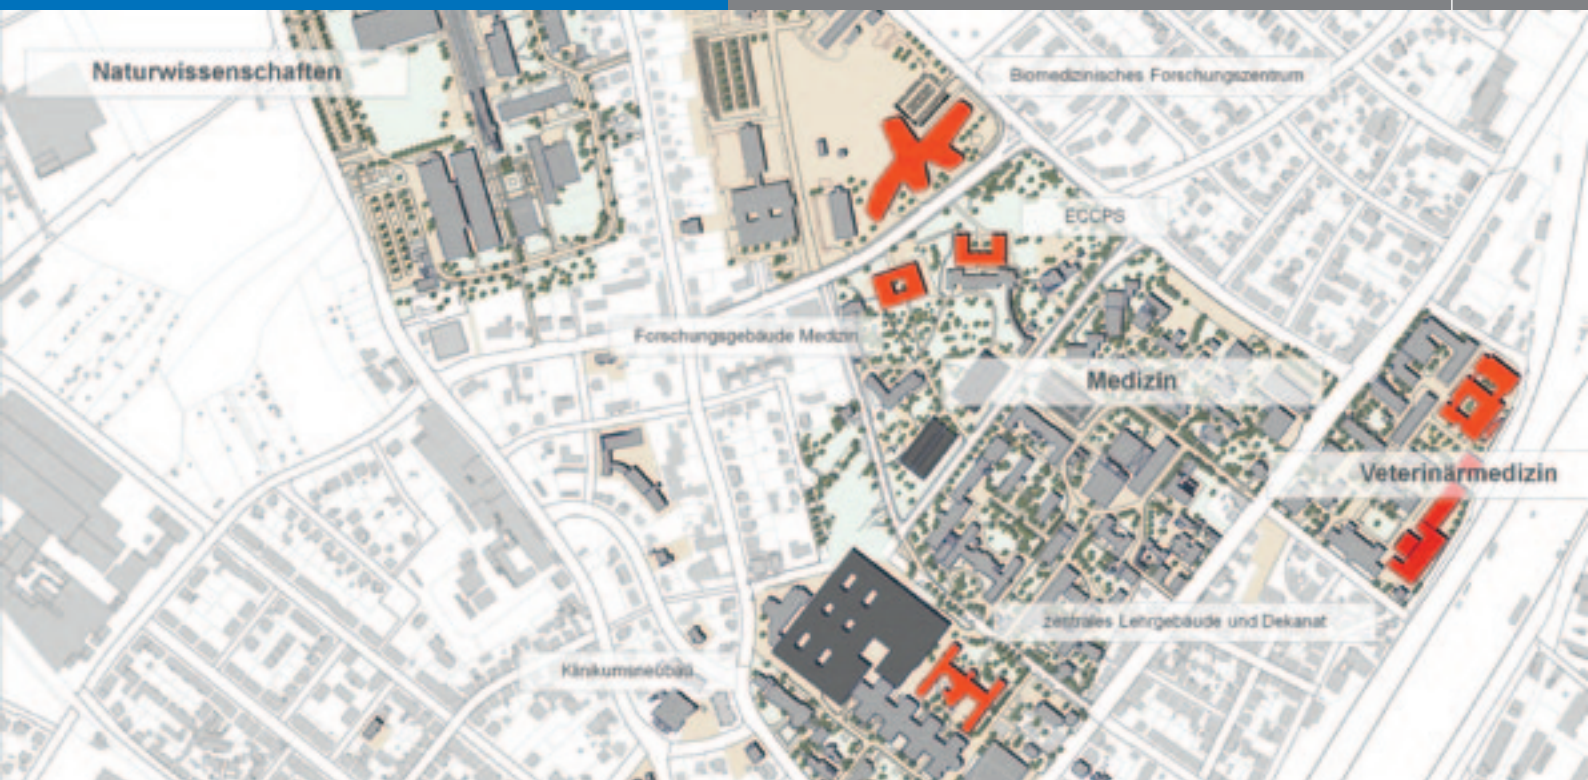 Naturwissenschaften
Biomedizinisches Forschungszentrum
ECCPS
Forschungsgebäude Medizin
Medizin
Veterinärmedizin
zentrales Lehrgebäude und Dekanat
Klinikumsneubau